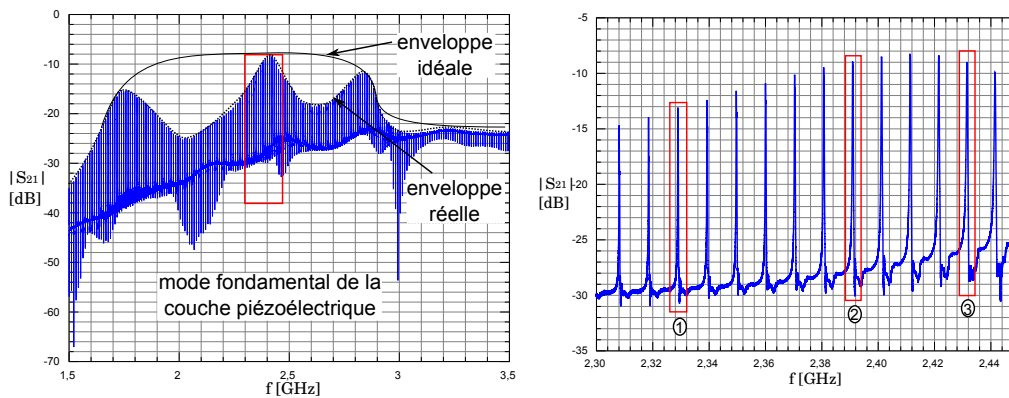 0
-10
-20
|S21|
-30
[dB]
-40
-50
-60
-70
enveloppe
idéale
enveloppe
réelle
mode fondamental de la
couche piézoélectrique
1,5 2 2,5 3 3,5
f [GHz]
-5
-10
-15
|S21|
-20
[dB]
-25
-30
-35
1 2 3
2,30 2,32 2,34 2,36 2,38 2,40 2,42 2,44
f [GHz]